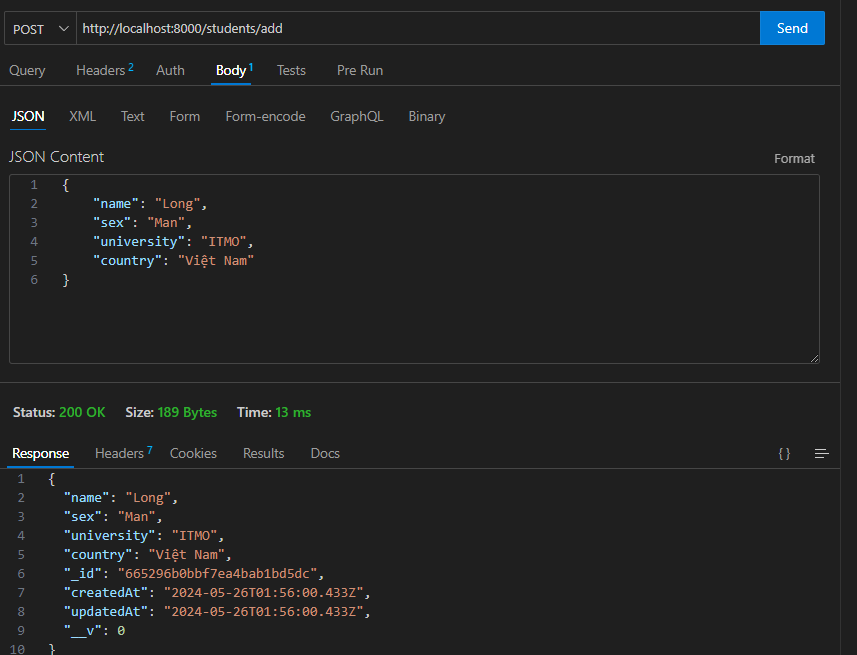 POST http://localhost:8000/students/add Send
Query Headers 2 Auth Body 1 Tests Pre Run
JSON XML Text Form Form-encode GraphQL Binary
JSON Content Format
1 {
2 "name": "Long",
3 "sex": "Man",
4 "university": "ITMO",
5 "country": "Việt Nam"
6 }
Status: 200 OK Size: 189 Bytes Time: 13 ms
Response Headers 7 Cookies Results Docs { }
1 {
2 "name": "Long",
3 "sex": "Man",
4 "university": "ITMO",
5 "country": "Việt Nam",
6 "_id": "665296b0bbf7ea4bab1bd5dc",
7 "createdAt": "2024-05-26T01:56:00.433Z",
8 "updatedAt": "2024-05-26T01:56:00.433Z",
9 "__v": 0
10 }